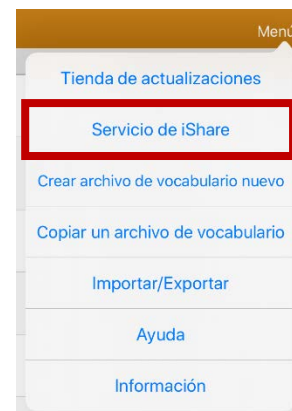 Menú
Tienda de actualizaciones
Servicio de iShare
Crear archivo de vocabulario nuevo
Copiar un archivo de vocabulario
Importar/Exportar
Ayuda
Información